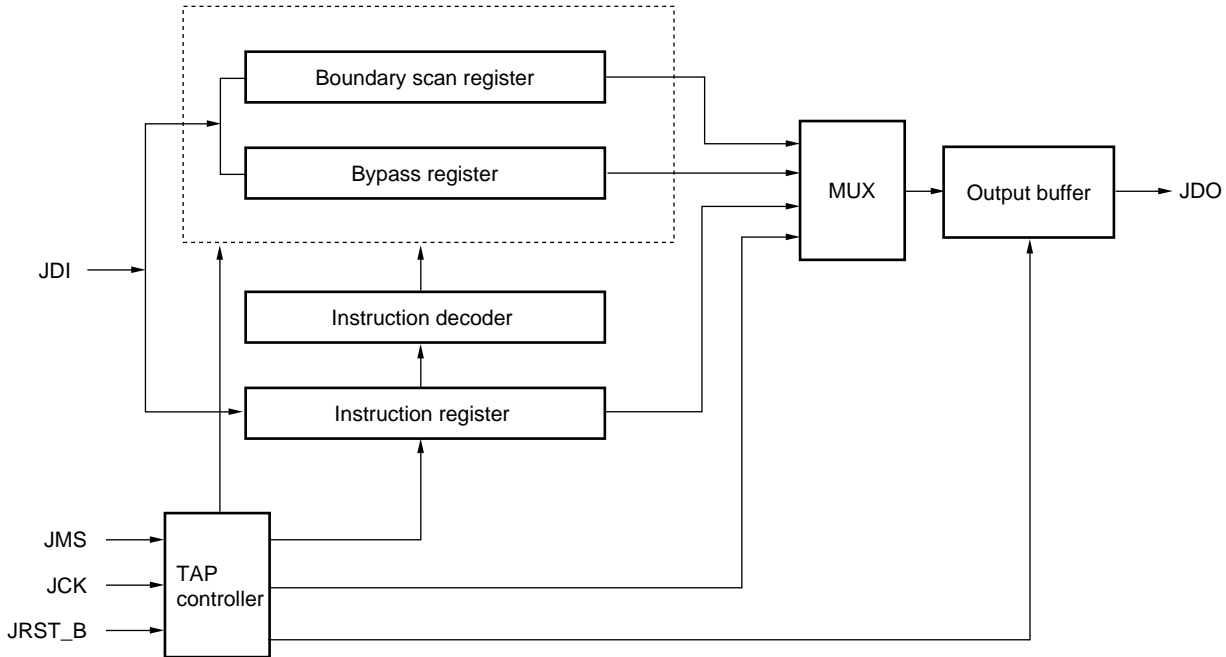 Boundary scan register
Bypass register
MUX
Output buffer
JDO
JDI
Instruction decoder
Instruction register
JMS
JCK
JRST_B
TAP
controller